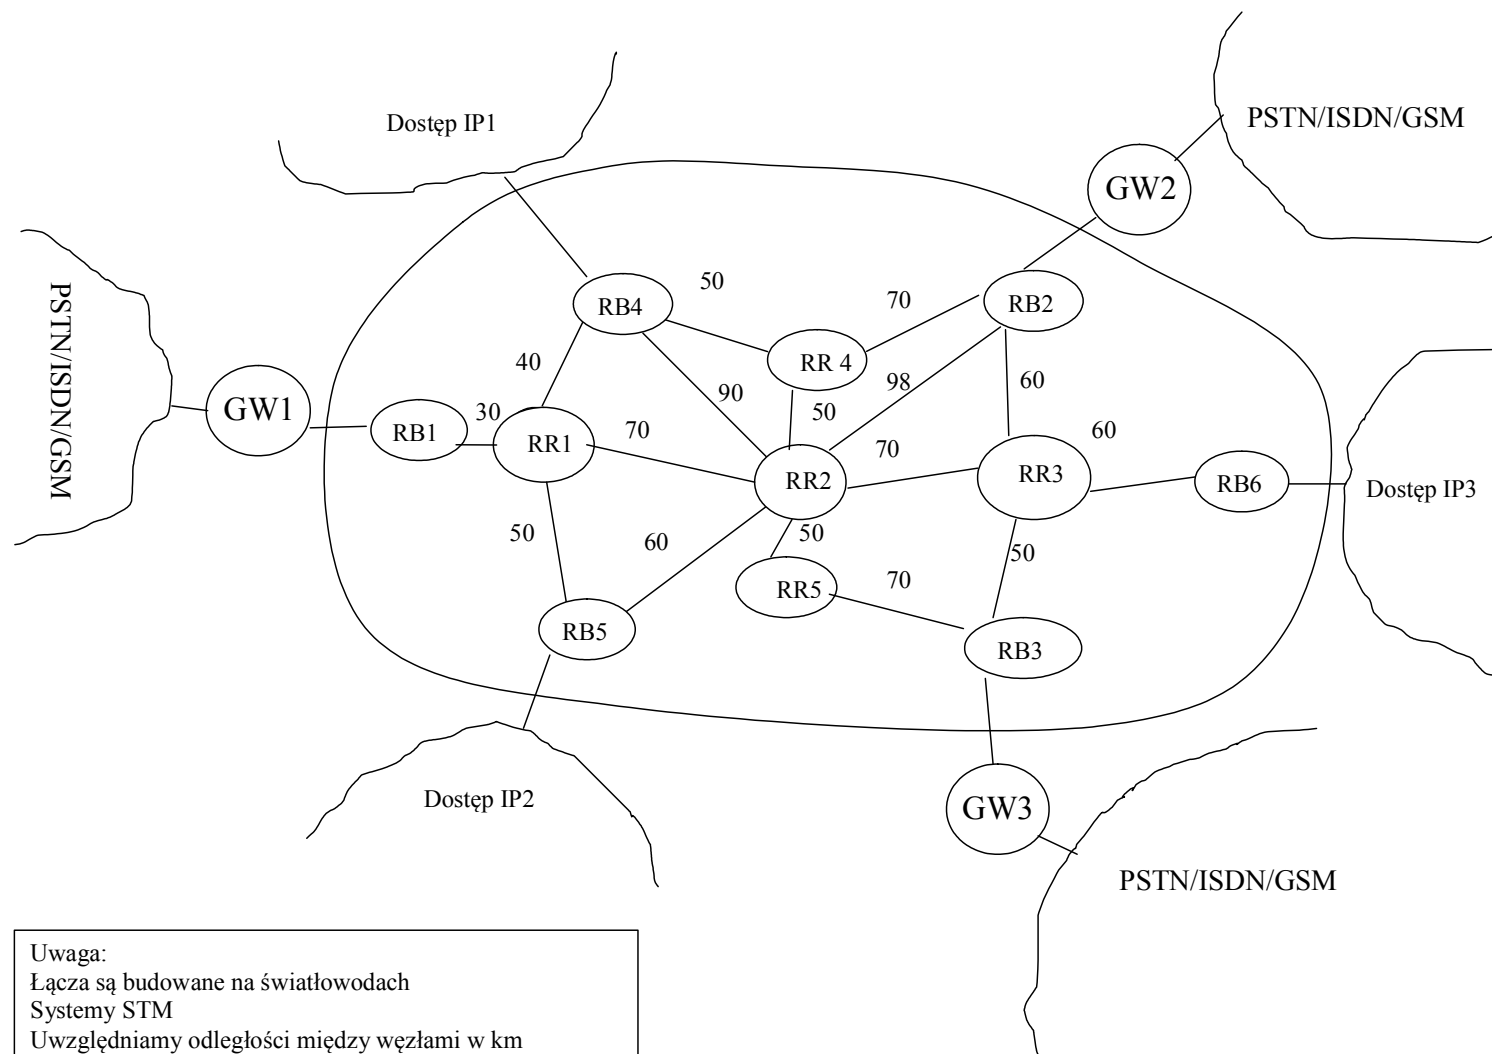 Dostęp IP1
PSTN/ISDN/GSM
GW2
PSTN/ISDN/GSM
RB4
50
70
RB2
RR 4
40
90
98
60
GW1
RB1
30
RR1
70
50
70
60
RR2
RR3
RB6
Dostęp IP3
50
60
50
50
RR5
70
RB5
RB3
Dostęp IP2
GW3
PSTN/ISDN/GSM
Uwaga:
Łącza są budowane na światłowodach
Systemy STM
Uwzględniamy odległości między węzłami w km